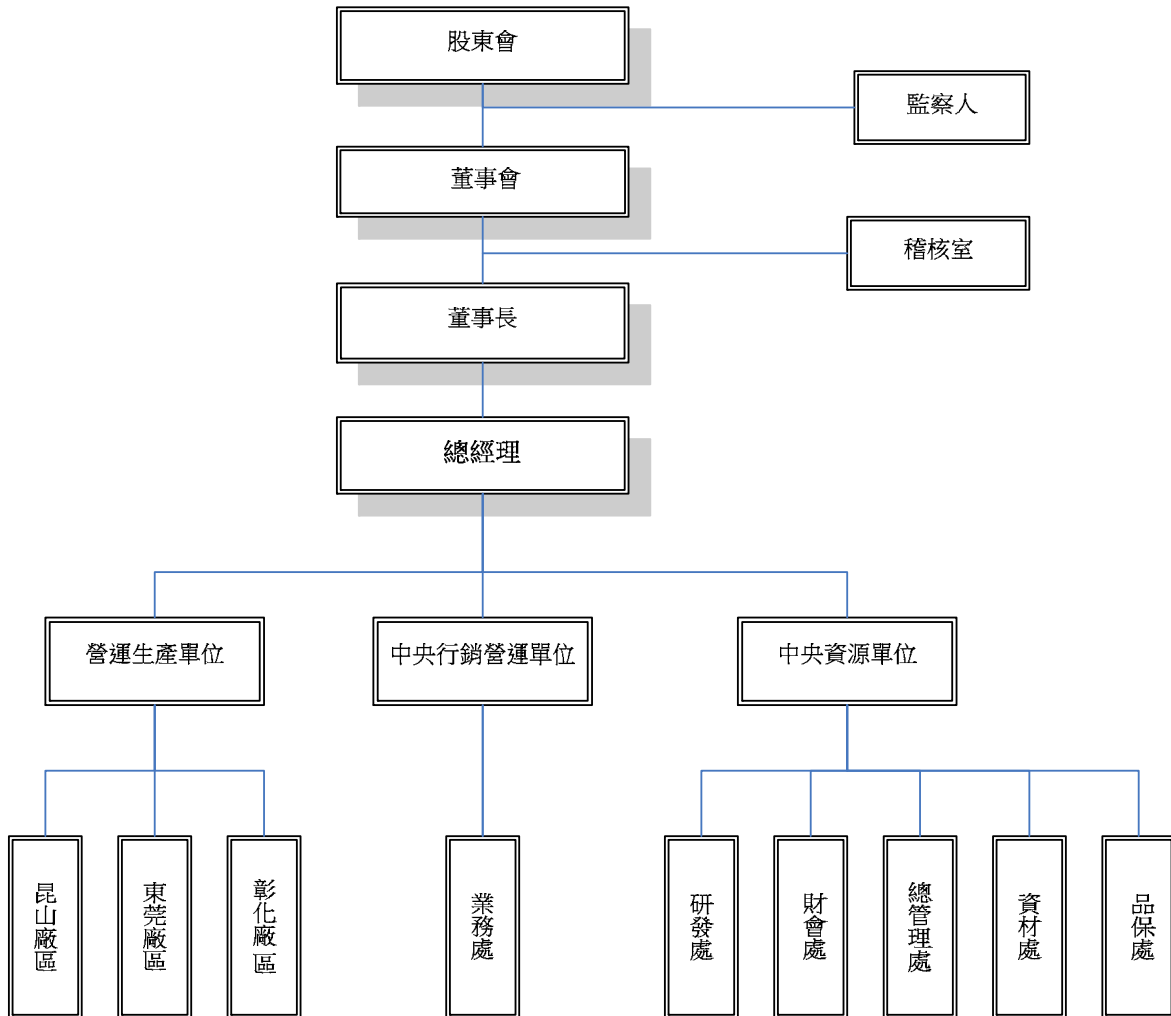 股東會
監察人
董事會
稽核室
董事長
總經理
營運生產單位
中央行銷營運單位
中央資源單位
昆山廠區
東莞廠區
彰化廠區
業務處
研發處
財會處
總管理處
資材處
品保處